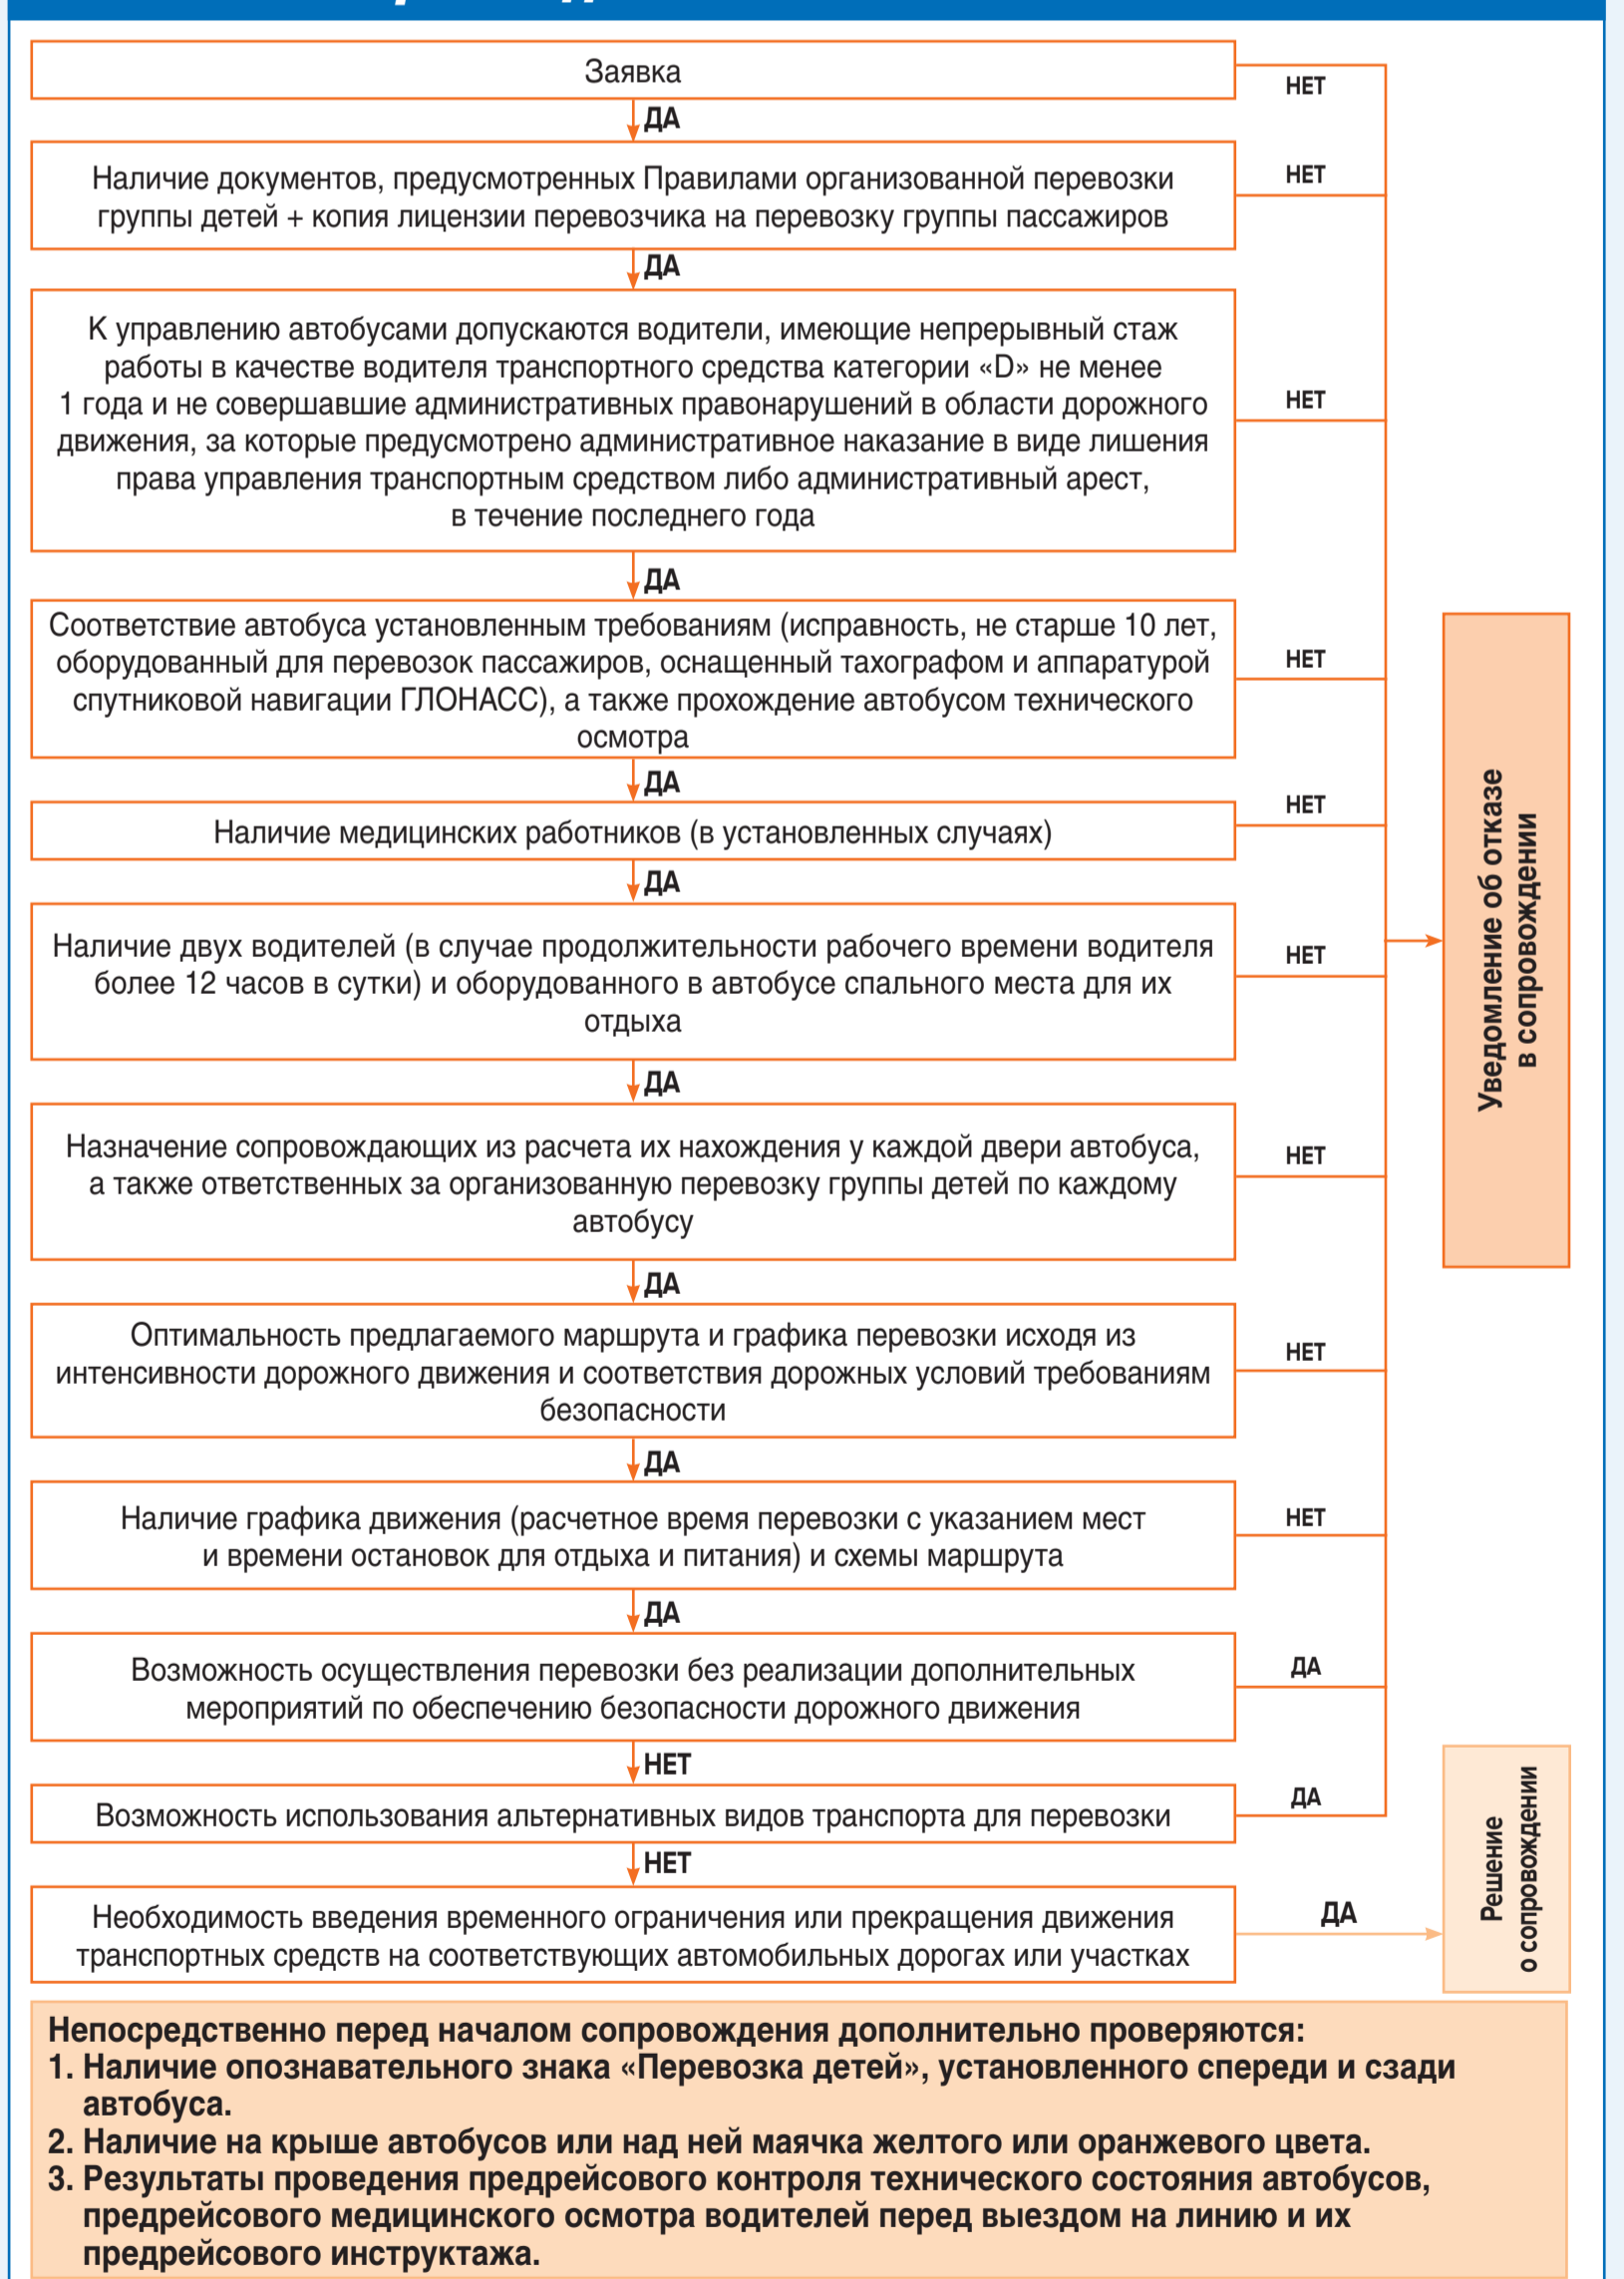 Заявка
НЕТ
ДА
Наличие документов, предусмотренных Правилами организованной перевозки
группы детей + копия лицензии перевозчика на перевозку группы пассажиров
НЕТ
ДА
К управлению автобусами допускаются водители, имеющие непрерывный стаж
работы в качестве водителя транспортного средства категории «D» не менее
1 года и не совершавшие административных правонарушений в области дорожного
движения, за которые предусмотрено административное наказание в виде лишения
права управления транспортным средством либо административный арест,
в течение последнего года
НЕТ
ДА
Соответствие автобуса установленным требованиям (исправность, не старше 10 лет,
оборудованный для перевозок пассажиров, оснащенный тахографом и аппаратурой
спутниковой навигации ГЛОНАСС), а также прохождение автобусом технического
осмотра
НЕТ
ДА
Наличие медицинских работников (в установленных случаях)
НЕТ
ДА
Наличие двух водителей (в случае продолжительности рабочего времени водителя
более 12 часов в сутки) и оборудованного в автобусе спального места для их
отдыха
НЕТ
Уведомление об отказе
в сопровождении
ДА
Назначение сопровождающих из расчета их нахождения у каждой двери автобуса,
а также ответственных за организованную перевозку группы детей по каждому
автобусу
НЕТ
ДА
Оптимальность предлагаемого маршрута и графика перевозки исходя из
интенсивности дорожного движения и соответствия дорожных условий требованиям
безопасности
НЕТ
ДА
Наличие графика движения (расчетное время перевозки с указанием мест
и времени остановок для отдыха и питания) и схемы маршрута
НЕТ
ДА
Возможность осуществления перевозки без реализации дополнительных
мероприятий по обеспечению безопасности дорожного движения
ДА
НЕТ
Возможность использования альтернативных видов транспорта для перевозки
ДА
НЕТ
Необходимость введения временного ограничения или прекращения движения
транспортных средств на соответствующих автомобильных дорогах или участках
ДА
Решение
о сопровождении
Непосредственно перед началом сопровождения дополнительно проверяются:
1. Наличие опознавательного знака «Перевозка детей», установленного спереди и сзади
автобуса.
2. Наличие на крыше автобусов или над ней маячка желтого или оранжевого цвета.
3. Результаты проведения предрейсового контроля технического состояния автобусов,
предрейсового медицинского осмотра водителей перед выездом на линию и их
предрейсового инструктажа.